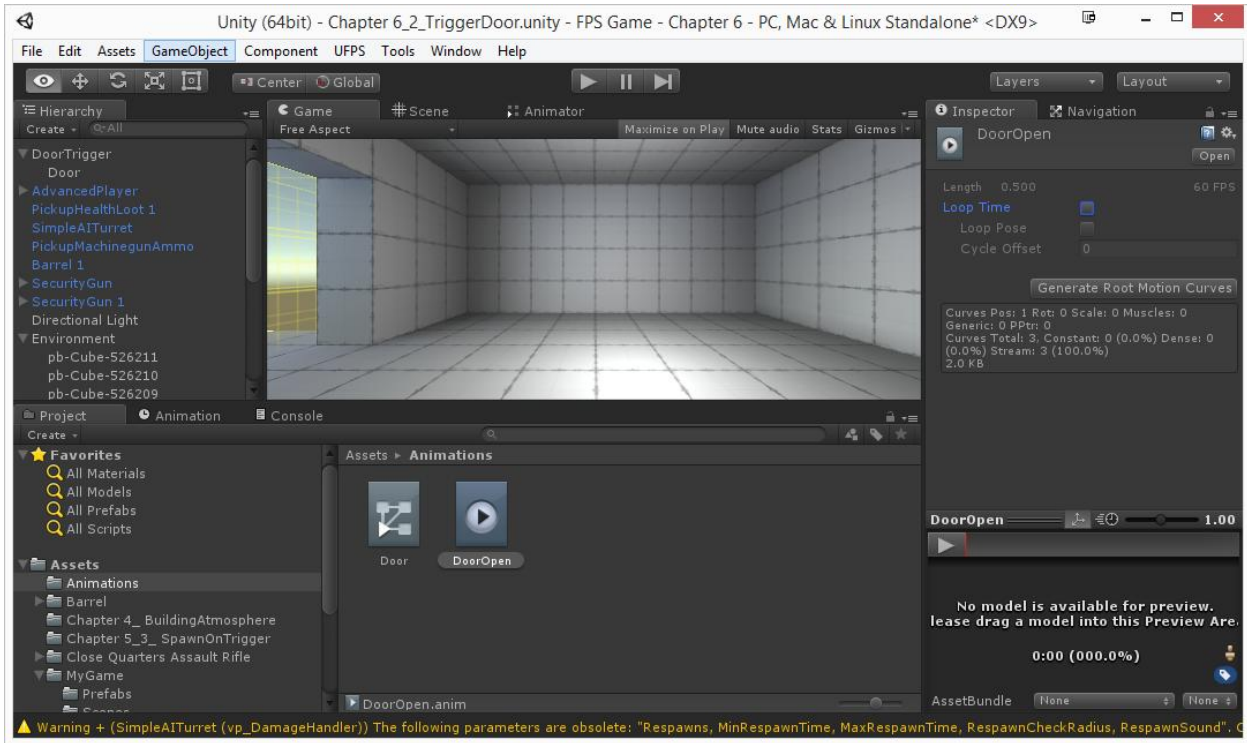 Unity (64bit) - Chapter 6_2_TriggerDoor.unity - FPS Game - Chapter 6 - PC, Mac & Linux Standalone* <DX9>
File Edit Assets GameObject Component UFPS Tools Window Help
Center Global Layers Layout
Hierarchy
Create All
DoorTrigger
Door
AdvancedPlayer
PickupHealthLoot 1
SimpleAITurret
PickupMachinegunAmmo
Barrel 1
SecurityGun
SecurityGun 1
Directional Light
Environment
pb-Cube-526211
pb-Cube-526210
pb-Cube-526209
Game Scene Animator
Free Aspect Maximize on Play Mute audio Stats Gizmos
Inspector Navigation
DoorOpen
Open
Length 0.500 60 FPS
Loop Time
Loop Pose
Cycle Offset 0
Generate Root Motion Curves
Curves Pos: 1 Rot: 0 Scale: 0 Muscles: 0
Generic: 0 PPtr: 0
Curves Total: 3, Constant: 0 (0.0%) Dense: 0
(0.0%) Stream: 3 (100.0%)
2.0 KB
Project Animation Console
Create
Favorites
All Materials
All Models
All Prefabs
All Scripts
Assets
Animations
Barrel
Chapter 4_ BuildingAtmosphere
Chapter 5_3_ SpawnOnTrigger
Close Quarters Assault Rifle
MyGame
Prefabs
Scenes
Assets Animations
Door DoorOpen
DoorOpen.anim
DoorOpen 1.00
No model is available for preview.
lease drag a model into this Preview Are
0:00 (000.0%)
AssetBundle None None
Warning + (SimpleAITurret (vp_DamageHandler)) The following parameters are obsolete: "Respawns, MinRespawnTime, MaxRespawnTime, RespawnCheckRadius, RespawnSound".